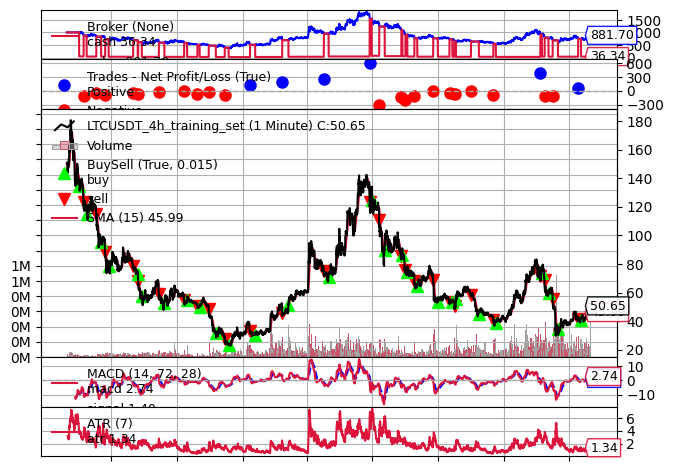 Broker (None)
cash 36.34
1500
881.70
500
36.34
Trades - Net Profit/Loss (True)
Positive
Negative
600
300
0
−300
LTCUSDT_4h_training_set (1 Minute) C:50.65
Volume
BuySell (True, 0.015)
buy
sell
SMA (15) 45.99
180
160
140
120
100
80
60
50.65
40
20
1M
1M
0M
0M
0M
0M
0M
MACD (14, 72, 28)
macd 2.74
signal 1.40
10
2.74
0
−10
ATR (7)
atr 1.34
6
4
2
1.34